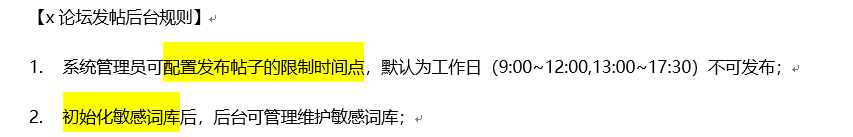 【x 论坛发帖后台规则】
1. 系统管理员可配置发布帖子的限制时间点，默认为工作日（9:00~12:00,13:00~17:30）不可发布；
2. 初始化敏感词库后，后台可管理维护敏感词库；